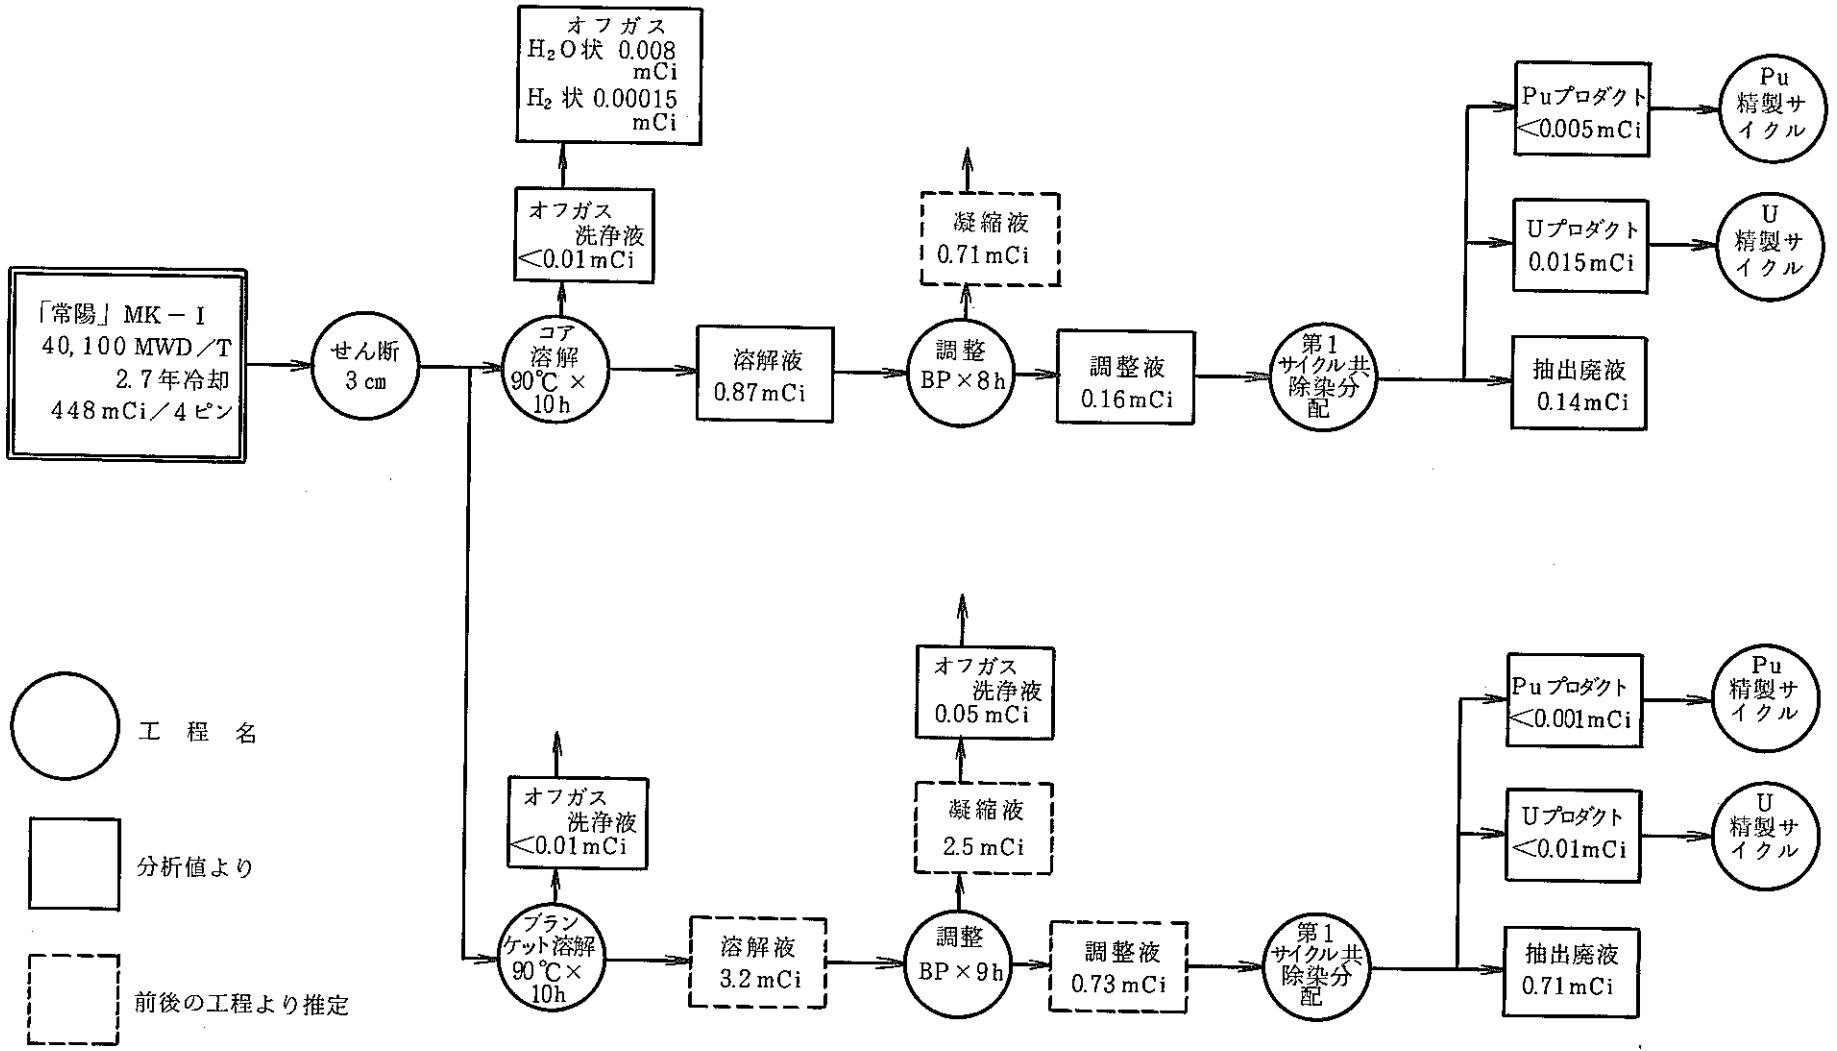 オフガス
H₂O状 0.008
mCi
H₂ 状 0.00015
mCi
オフガス
洗浄液
<0.01mCi
「常陽」MK-I
40,100 MWD/T
2.7年冷却
448 mCi/4ピン
せん断
3 cm
コア
溶解
90℃ ×
10h
溶解液
0.87mCi
凝縮液
0.71mCi
調整
BP×8h
調整液
0.16mCi
第1
サイクル共
除染分
配
Puプロダクト
<0.005mCi
Pu
精製サ
イクル
Uプロダクト
0.015mCi
U
精製サ
イクル
抽出廃液
0.14mCi
オフガス
洗浄液
<0.01mCi
ブラン
ケット溶解
90℃×
10h
溶解液
3.2mCi
オフガス
洗浄液
0.05mCi
凝縮液
2.5mCi
調整
BP×9h
調整液
0.73mCi
第1
サイクル共
除染分
配
Puプロダクト
<0.001mCi
Pu
精製サ
イクル
Uプロダクト
<0.01mCi
U
精製サ
イクル
抽出廃液
0.71mCi
工 程 名
分析値より
前後の工程より推定